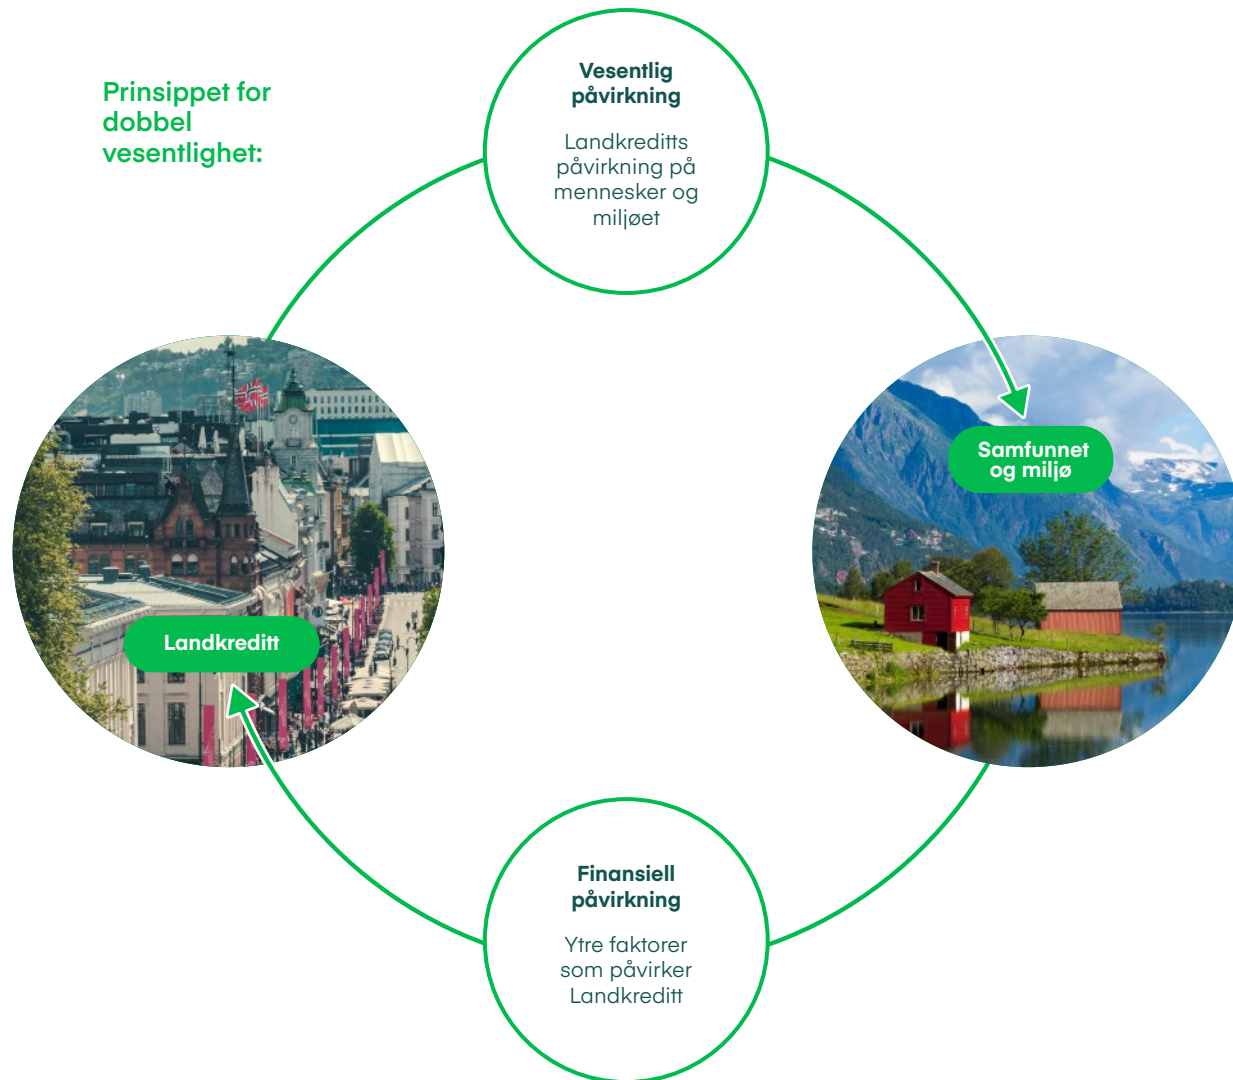 Prinsippet for
dobbel
vesentlighet:
Vesentlig
påvirkning
Landkreditts
påvirkning på
mennesker og
miljøet
Samfunnet
og miljø
Landkreditt
Finansiell
påvirkning
Ytre faktorer
som påvirker
Landkreditt